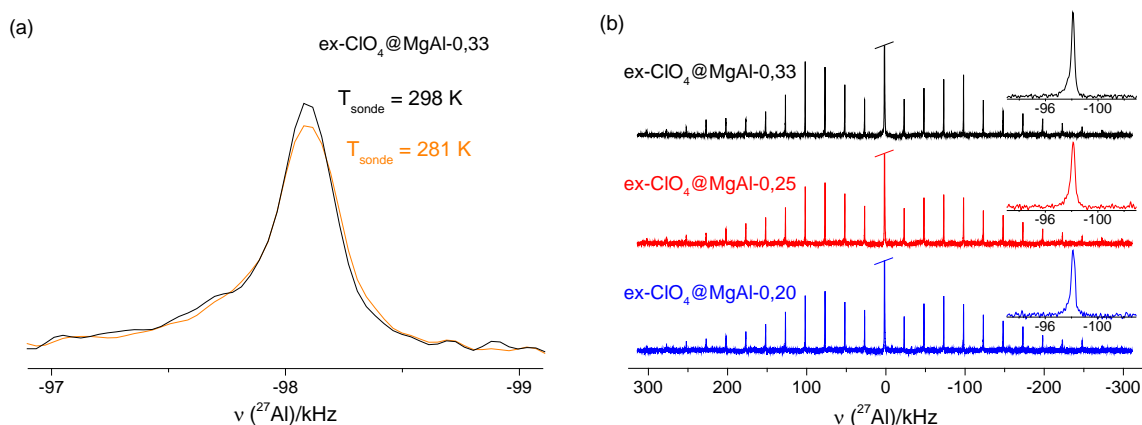 (a)
ex-ClO₄@MgAl-0,33
T_sonde = 298 K
T_sonde = 281 K
-97 -98 -99
ν (²⁷Al)/kHz
(b)
ex-ClO₄@MgAl-0,33
-96 -100
ex-ClO₄@MgAl-0,25
-96 -100
ex-ClO₄@MgAl-0,20
-96 -100
300 200 100 0 -100 -200 -300
ν (²⁷Al)/kHz